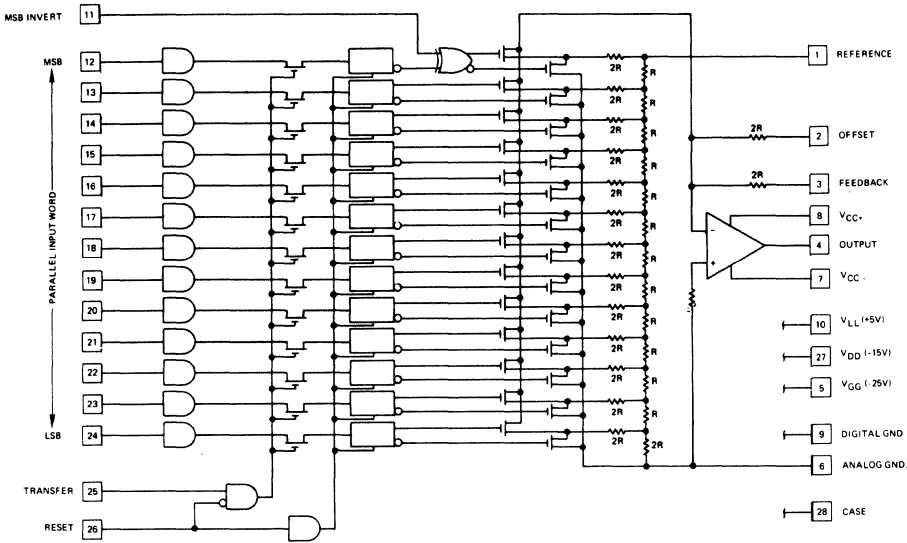 MSB INVERT 11
MSB 12 2R R 1 REFERENCE
13 2R R
14 2R R 2R 2 OFFSET
15 2R R
16 2R R 2R 3 FEEDBACK
17 2R R 8 VCC+
18 2R R - 4 OUTPUT
19 2R R + 7 VCC -
20 2R R
21 2R R 10 VLL (+5V)
22 2R R 27 VDD (-15V)
23 2R R 5 VGG (-25V)
LSB 24 2R 2R 9 DIGITAL GND
PARALLEL INPUT WORD
6 ANALOG GND.
TRANSFER 25
RESET 26
28 CASE